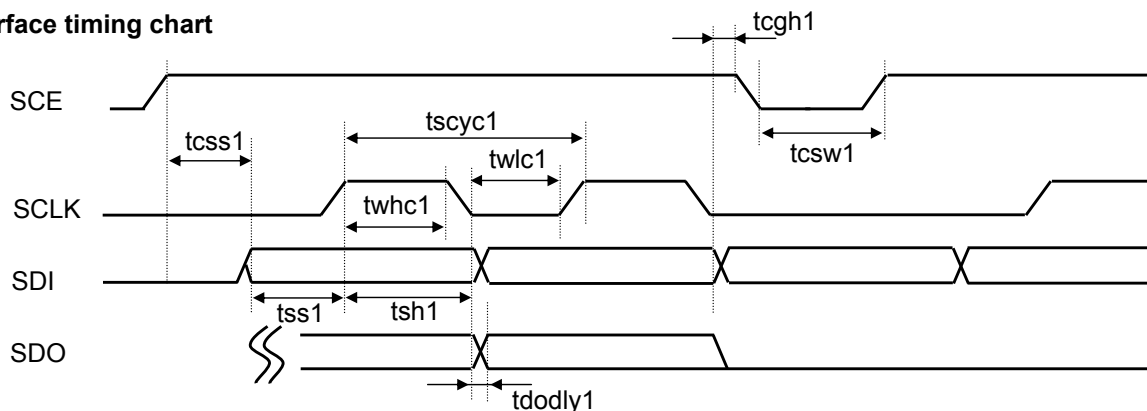 rface timing chart
tcgh1
SCE
tscyc1
tcss1
twlc1
tcsw1
SCLK
twhc1
SDI
tss1
tsh1
SDO
tdodly1